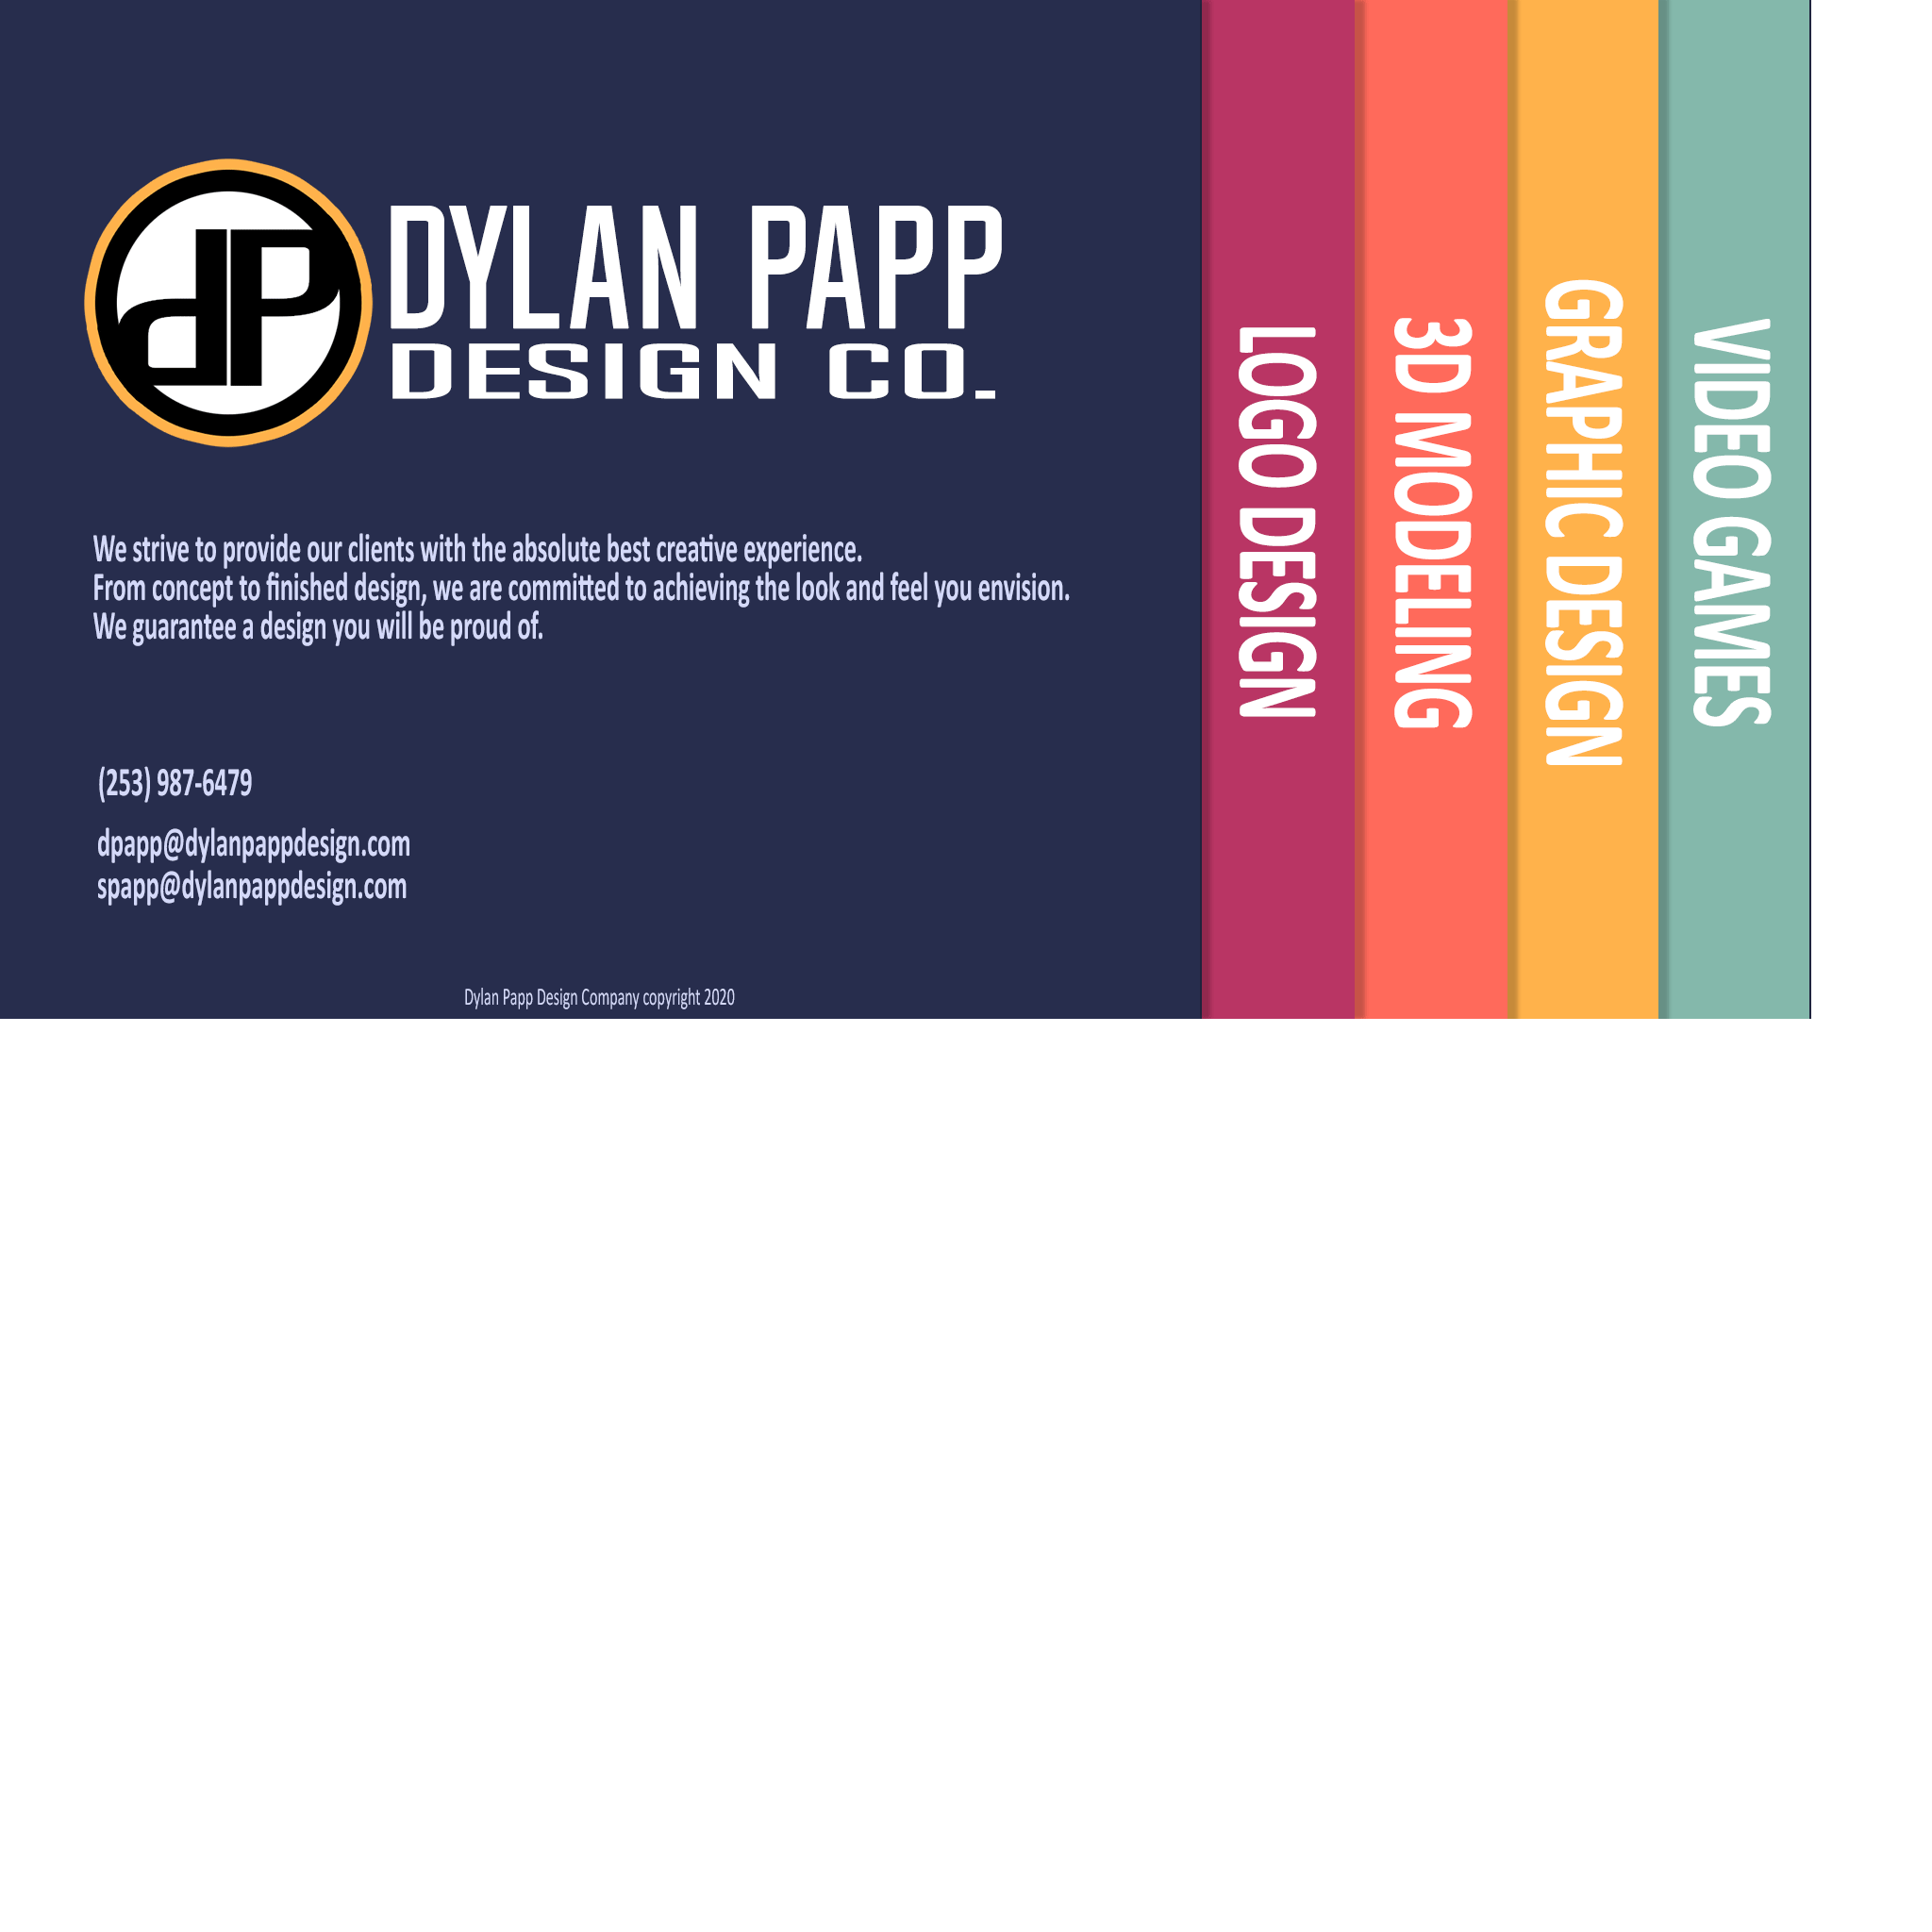 DYLAN PAPP
DESIGN CO.
We strive to provide our clients with the absolute best creative experience.
From concept to finished design, we are committed to achieving the look and feel you envision.
We guarantee a design you will be proud of.
(253) 987-6479
dpapp@dylanpappdesign.com
spapp@dylanpappdesign.com
Dylan Papp Design Company copyright 2020
LOGO DESIGN
3D MODELING
GRAPHIC DESIGN
VIDEO GAMES